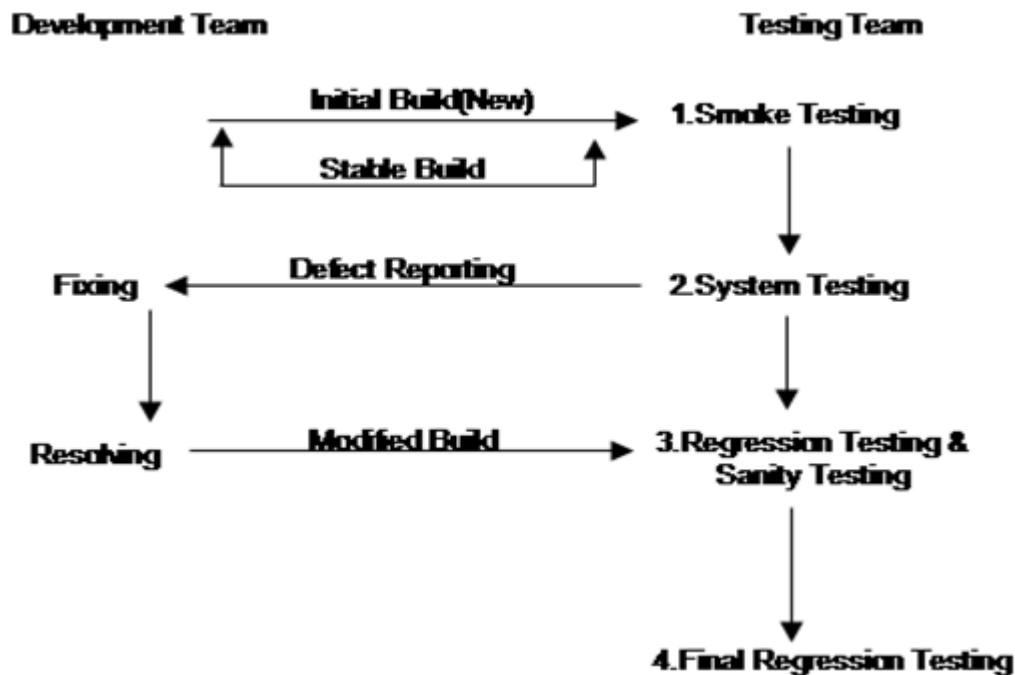 Development Team
Testing Team
Initial Build(New)
1.Smoke Testing
Stable Build
Defect Reporting
Fixing
2.System Testing
Modified Build
Resolving
3.Regression Testing &
Sanity Testing
4.Final Regression Testing